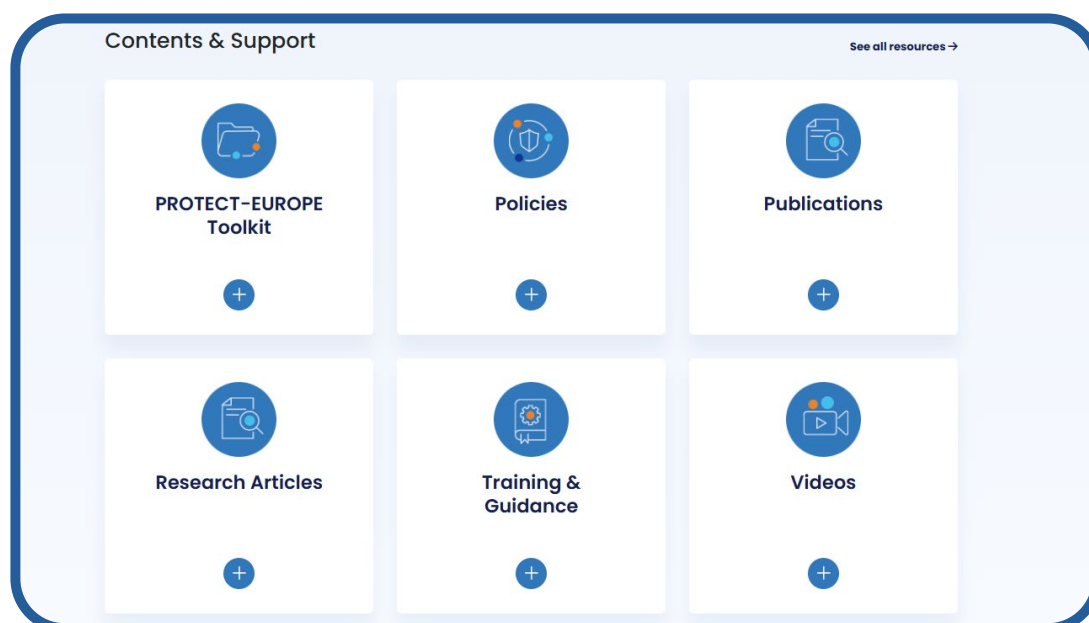 Contents & Support
See all resources →
PROTECT-EUROPE
Toolkit
Policies
Publications
Research Articles
Training &
Guidance
Videos